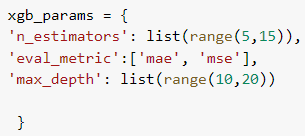 xgb_params = {
'n_estimators': list(range(5,15)),
'eval_metric':['mae', 'mse'],
'max_depth': list(range(10,20))
}